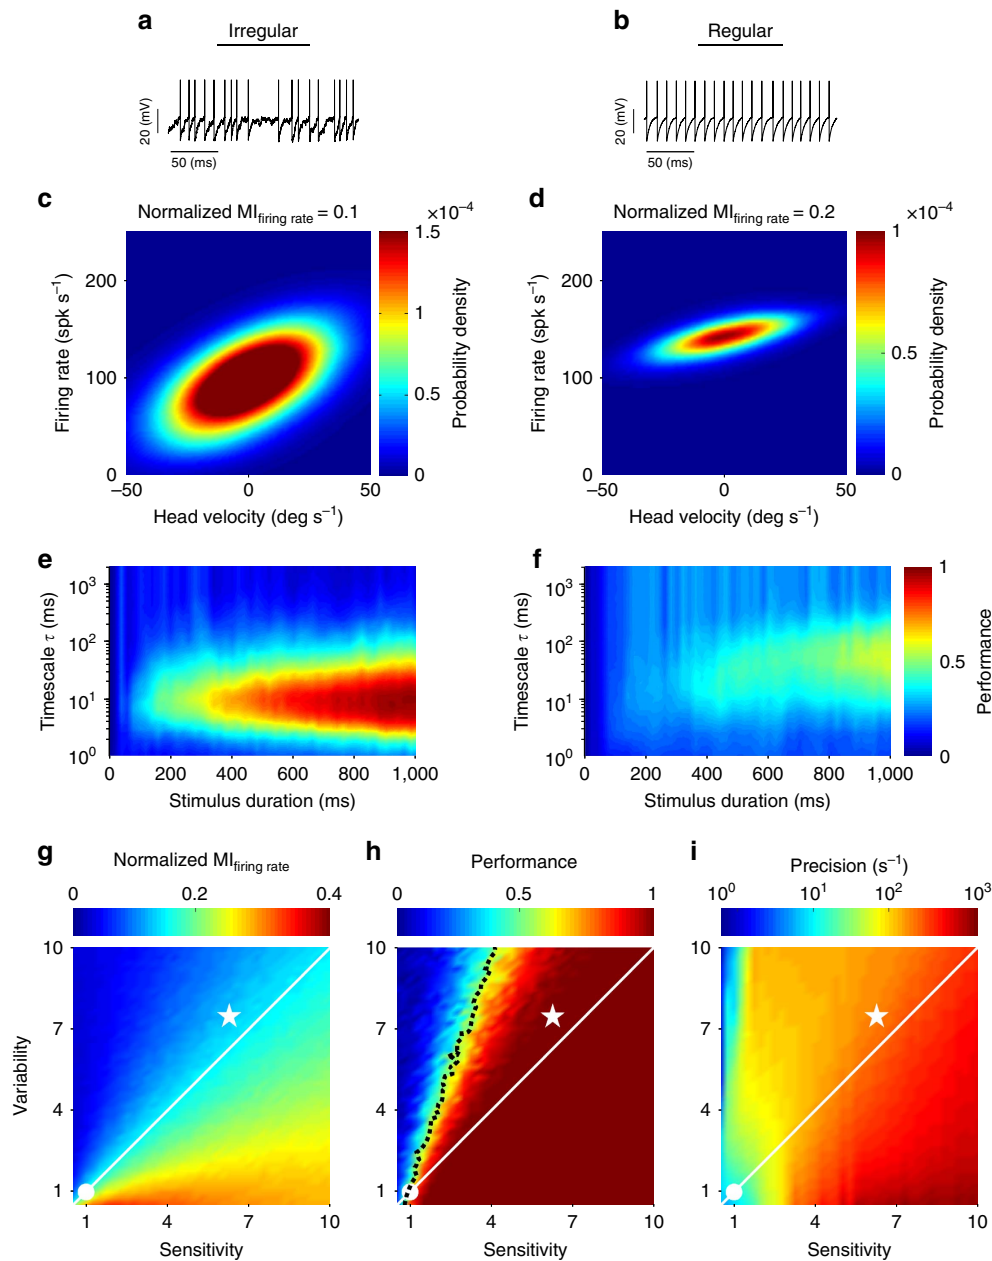 a
Irregular
20 (mV)
50 (ms)
b
Regular
20 (mV)
50 (ms)
c
Normalized MI firing rate = 0.1
×10⁻⁴
Firing rate (spk s⁻¹)
200
100
0
−50
0
50
Head velocity (deg s⁻¹)
1.5
1
0.5
0
Probability density
d
Normalized MI firing rate = 0.2
×10⁻⁴
Firing rate (spk s⁻¹)
200
100
0
−50
0
50
Head velocity (deg s⁻¹)
1
0.5
0
Probability density
e
Timescale τ (ms)
10³
10²
10¹
10⁰
0 200 400 600 800 1,000
Stimulus duration (ms)
f
Timescale τ (ms)
10³
10²
10¹
10⁰
0 200 400 600 800 1,000
Stimulus duration (ms)
1
0.5
0
Performance
g
Normalized MI firing rate
0 0.2 0.4
Variability
10
7
4
1
1 4 7 10
Sensitivity
h
Performance
0 0.5 1
10
7
4
1
1 4 7 10
Sensitivity
i
Precision (s⁻¹)
10⁰ 10¹ 10² 10³
10
7
4
1
1 4 7 10
Sensitivity